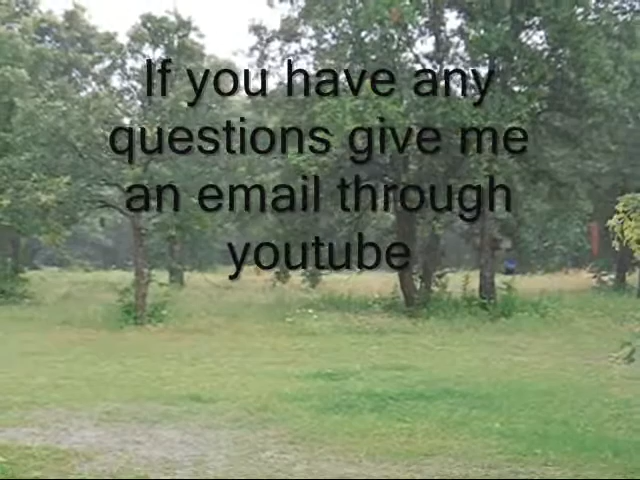 If you have any
questions give me
an email through
youtube